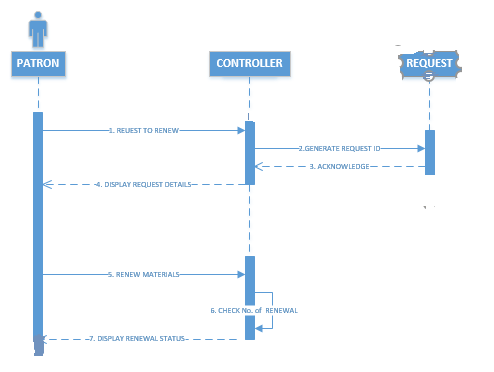 PATRON
CONTROLLER
REQUEST
1. REUEST TO RENEW
2.GENERATE REQUEST ID
3. ACKNOWLEDGE
4. DISPLAY REQUEST DETAILS
5. RENEW MATERIALS
6. CHECK No. of RENEWAL
7. DISPLAY RENEWAL STATUS